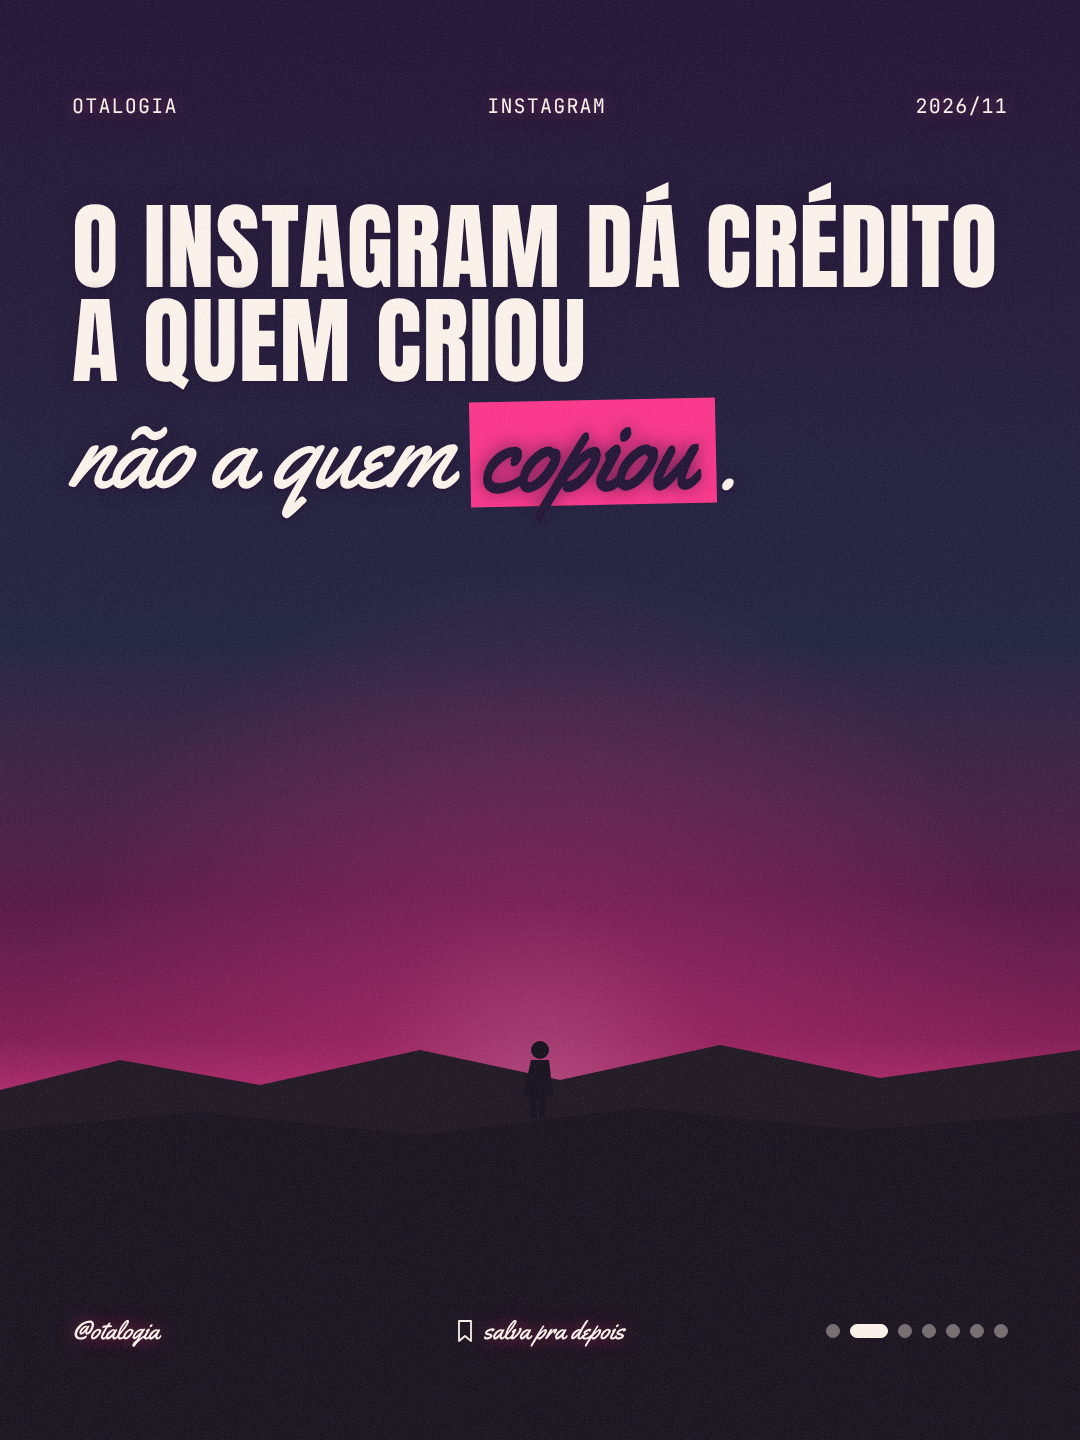 OTALOGIA
INSTAGRAM
2026/11
O INSTAGRAM DÁ CRÉDITO
A QUEM CRIOU
não a quem copiou.
@otalogia
salva pra depois